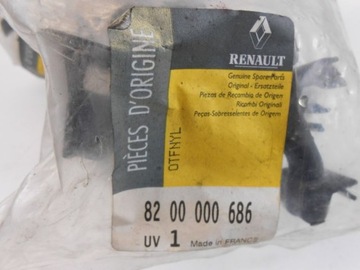 PIÈCES D'ORIGINE
RENAULT
Genuine Spare Parts
Original - Ersatzteile
Piezas de Recambio de Origen
Ricambi Originali
Peças-Sobresselentes de Origem
OTFNYL
82 00 000 686
UV 1 Made in FRANCE